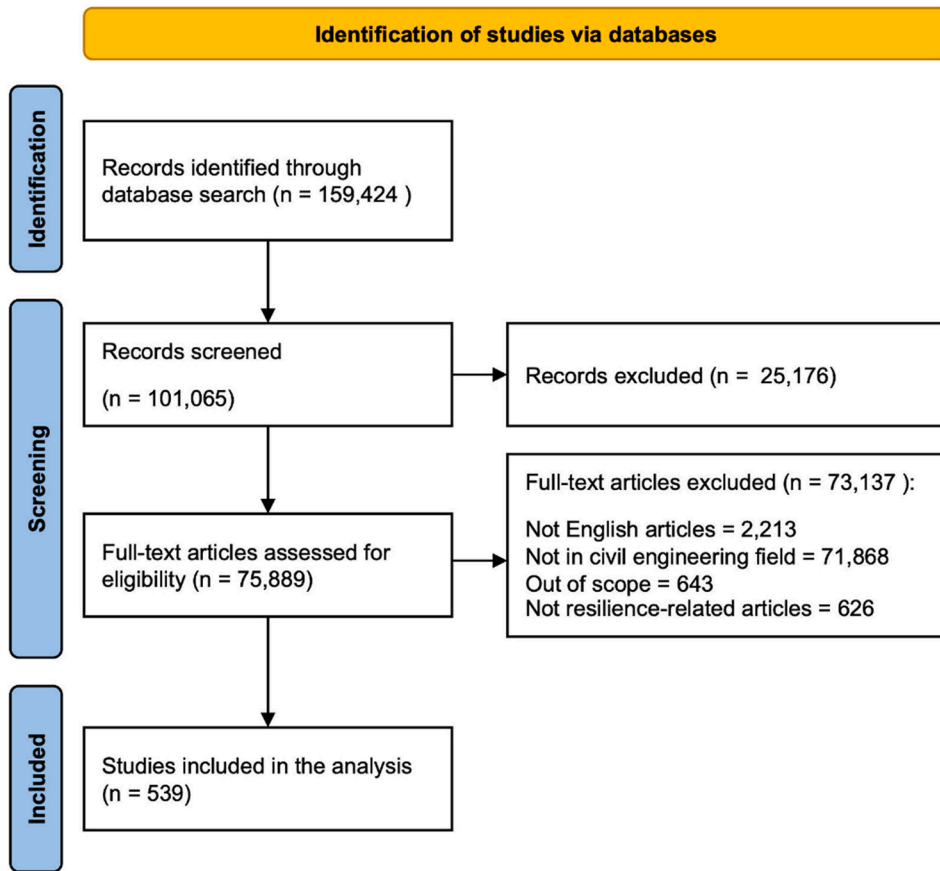 Identification of studies via databases
Identification
Records identified through
database search (n = 159,424 )
Screening
Records screened
(n = 101,065)
Records excluded (n =  25,176)
Full-text articles assessed for
eligibility (n = 75,889)
Full-text articles excluded (n = 73,137 ):
Not English articles = 2,213
Not in civil engineering field = 71,868
Out of scope = 643
Not resilience-related articles = 626
Included
Studies included in the analysis
(n = 539)